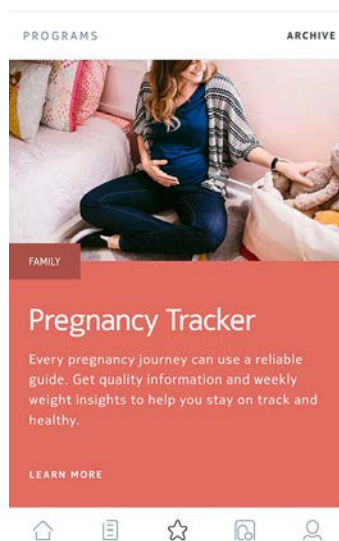 PROGRAMS
ARCHIVE
FAMILY
Pregnancy Tracker
Every pregnancy journey can use a reliable
guide. Get quality information and weekly
weight insights to help you stay on track and
healthy.
LEARN MORE